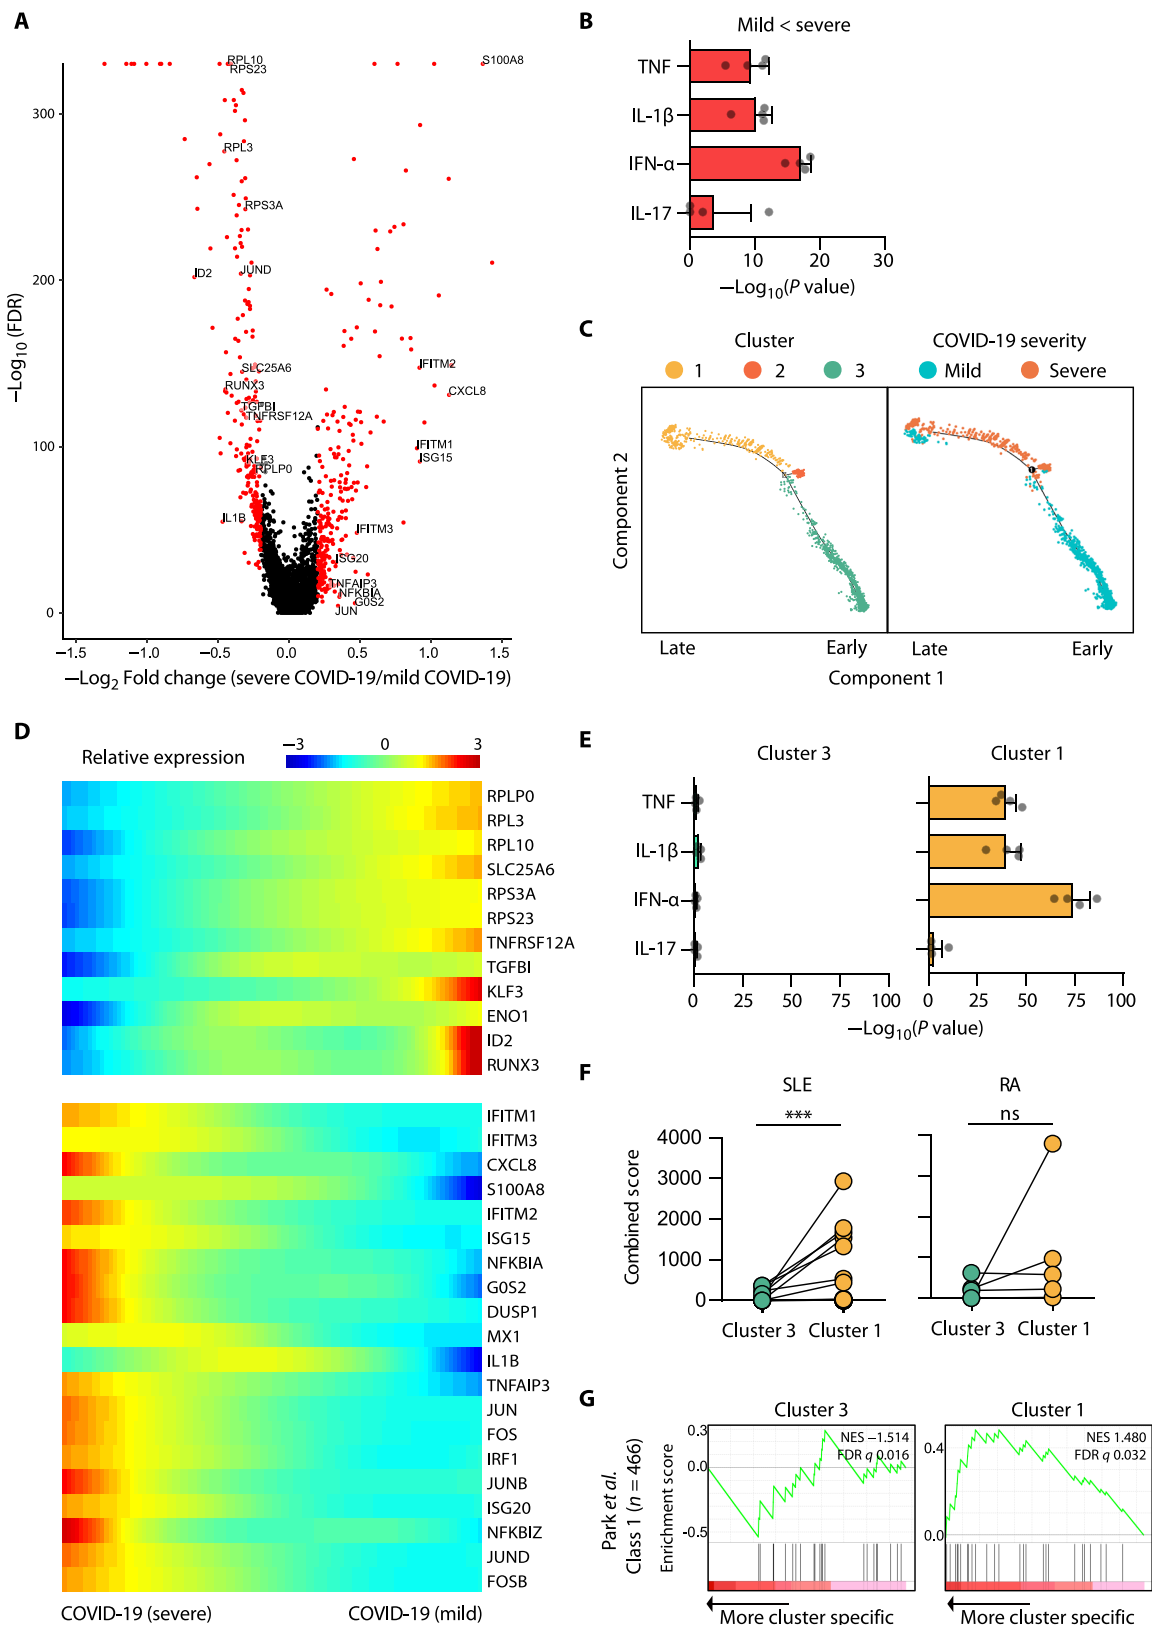 A
300
200
100
0
−Log10 (FDR)
RPL10
RPS23
S100A8
RPL3
RPS3A
ID2
JUND
SLC25A6
RUNX3
TGFBI
TNFRSF12A
KLF3
RPLP0
IL1B
IFITM2
CXCL8
IFITM1
ISG15
IFITM3
ISG20
TNFAIP3
NFKBIA
G0S2
JUN
−1.5 −1.0 −0.5 0.0 0.5 1.0 1.5
−Log2 Fold change (severe COVID-19/mild COVID-19)
B
Mild < severe
TNF
IL-1β
IFN-α
IL-17
0 10 20 30
−Log10(P value)
C
Cluster
1 2 3
COVID-19 severity
Mild Severe
1
Component 2
Late Early Late Early
Component 1
D
Relative expression
−3 0 3
RPLP0
RPL3
RPL10
SLC25A6
RPS3A
RPS23
TNFRSF12A
TGFBI
KLF3
ENO1
ID2
RUNX3
IFITM1
IFITM3
CXCL8
S100A8
IFITM2
ISG15
NFKBIA
G0S2
DUSP1
MX1
IL1B
TNFAIP3
JUN
FOS
IRF1
JUNB
ISG20
NFKBIZ
JUND
FOSB
COVID-19 (severe) COVID-19 (mild)
E
Cluster 3 Cluster 1
TNF
IL-1β
IFN-α
IL-17
0 25 50 75 100 0 25 50 75 100
−Log10(P value)
F
SLE RA
*** ns
4000
3000
2000
1000
0
Combined score
Cluster 3 Cluster 1 Cluster 3 Cluster 1
G
Cluster 3 Cluster 1
Park et al.
Class 1 (n = 466)
Enrichment score
0.3
0.0
-0.5
NES −1.514
FDR q 0.016
0.4
0.0
NES 1.480
FDR q 0.032
More cluster specific More cluster specific